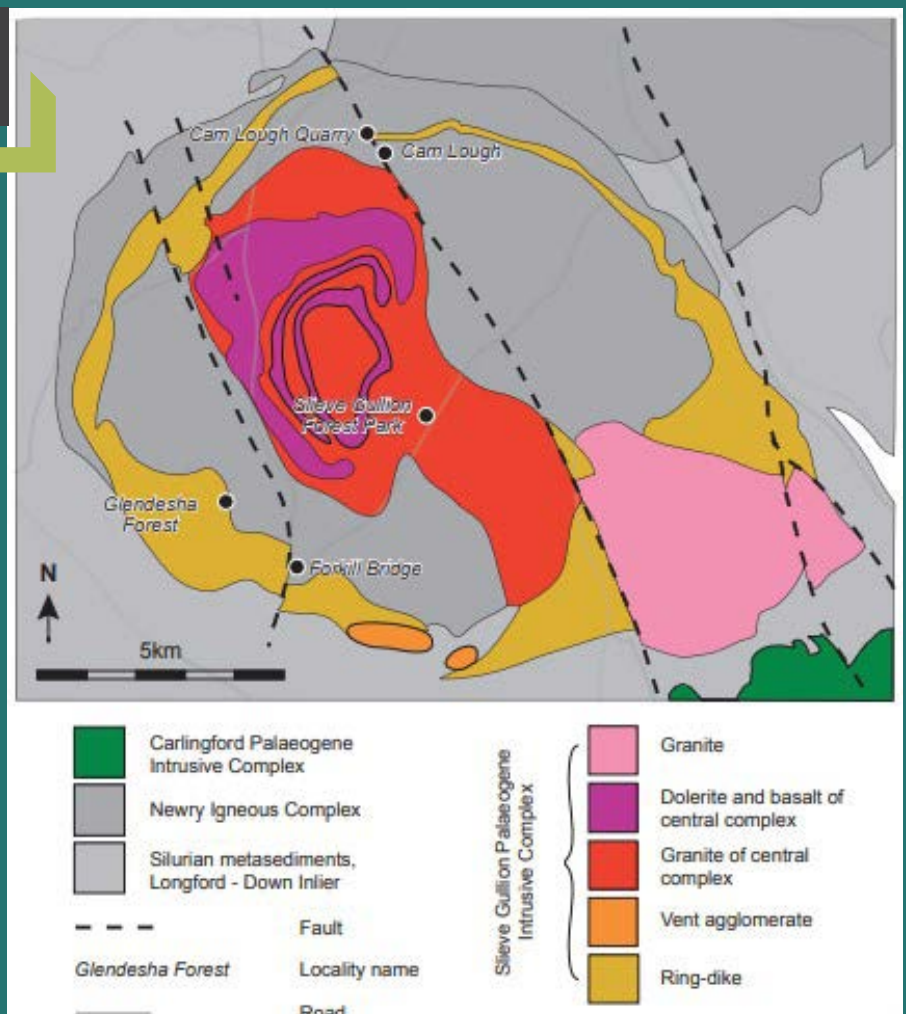 Cam Lough Quarry
Cam Lough
Slieve Gullion
Forest Park
Glendesha
Forest
Forkill Bridge
N
5km
Carlingford Palaeogene
Intrusive Complex
Newry Igneous Complex
Silurian metasediments,
Longford - Down Inlier
Fault
Glendesha Forest
Locality name
Road
Slieve Gullion Palaeogene
Intrusive Complex
Granite
Dolerite and basalt of
central complex
Granite of central
complex
Vent agglomerate
Ring-dike